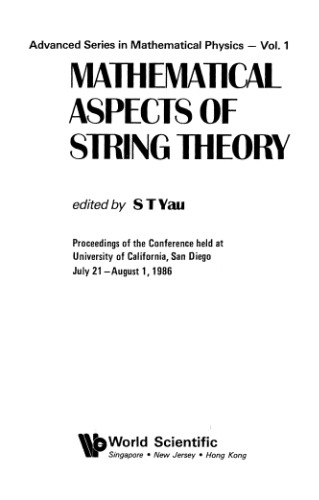 Advanced Series in Mathematical Physics — Vol. 1
MATHEMATICAL
ASPECTS OF
STRING THEORY
edited by S T Yau
Proceedings of the Conference held at
University of California, San Diego
July 21 – August 1, 1986
World Scientific
Singapore • New Jersey • Hong Kong